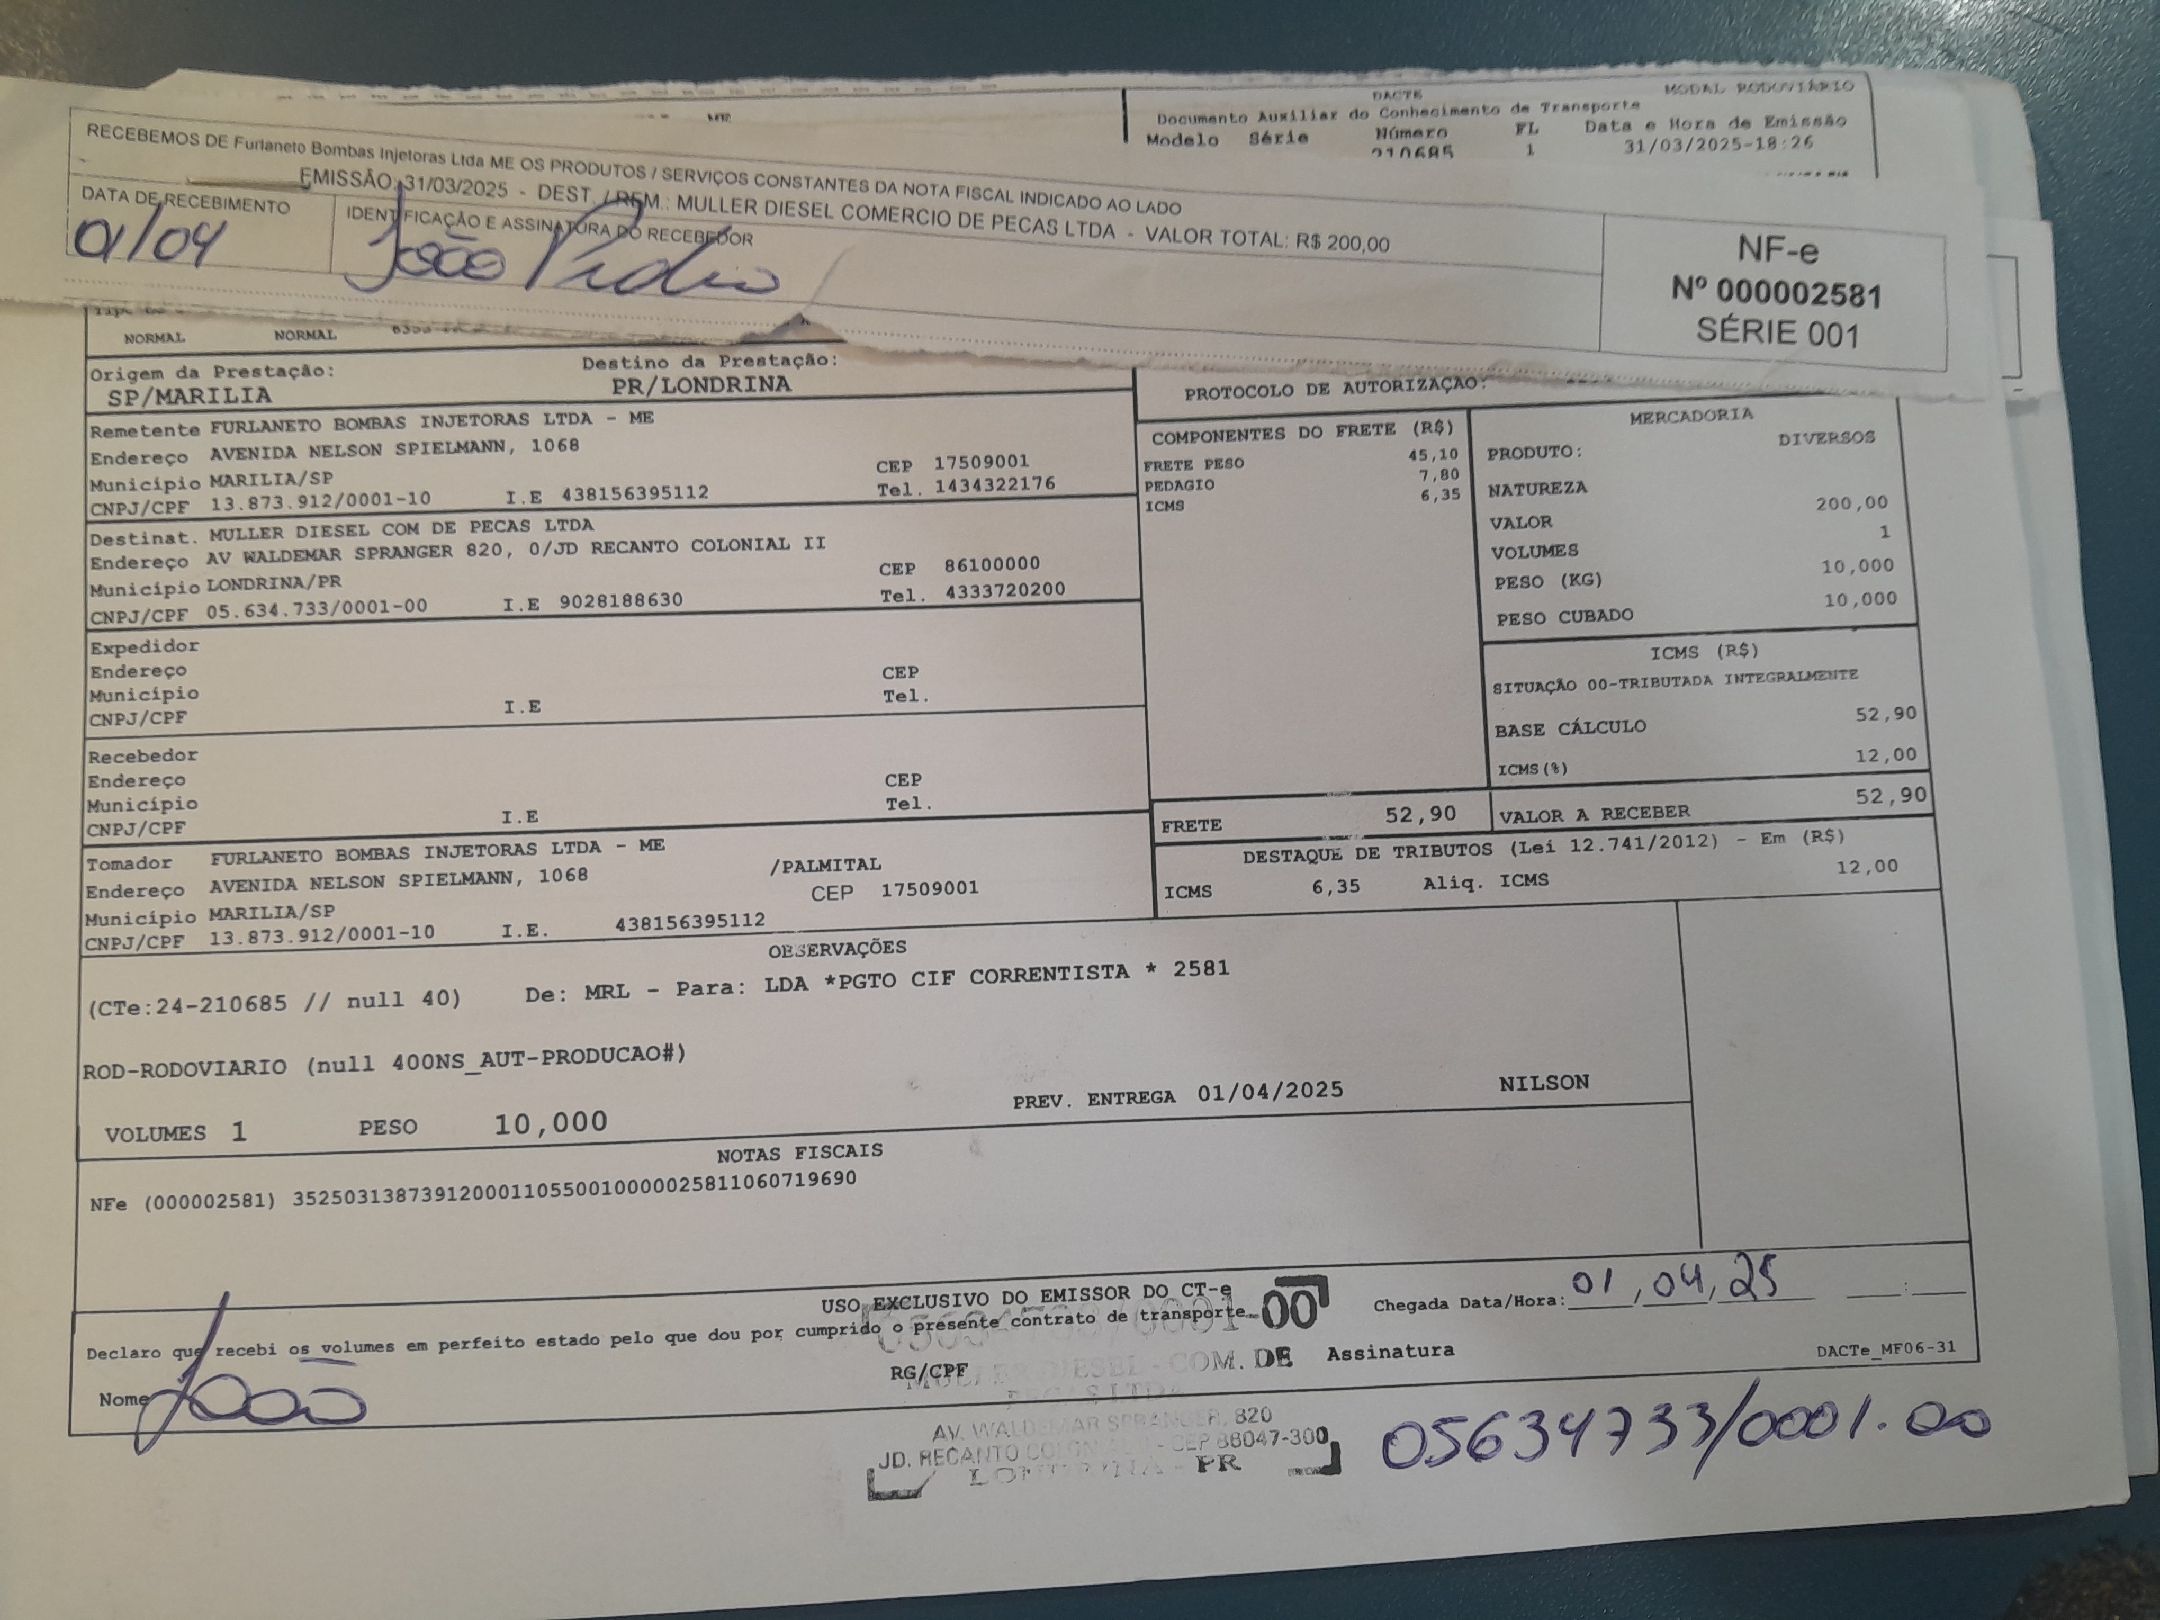 DACTE
MODAL RODOVIÁRIO
Documento Auxiliar do Conhecimento de Transporte
Modelo Série Número FL Data e Hora de Emissão
210685 1 31/03/2025-18:26
RECEBEMOS DE Furlaneto Bombas Injetoras Ltda ME OS PRODUTOS / SERVIÇOS CONSTANTES DA NOTA FISCAL INDICADO AO LADO
EMISSÃO: 31/03/2025 - DEST. / REM.: MULLER DIESEL COMERCIO DE PECAS LTDA - VALOR TOTAL: R$ 200,00
DATA DE RECEBIMENTO
01/04
IDENTIFICAÇÃO E ASSINATURA DO RECEBEDOR
João Pedro
NF-e
Nº 000002581
SÉRIE 001
NORMAL NORMAL
Origem da Prestação: Destino da Prestação:
SP/MARILIA PR/LONDRINA
PROTOCOLO DE AUTORIZAÇAO:
Remetente FURLANETO BOMBAS INJETORAS LTDA - ME
Endereço AVENIDA NELSON SPIELMANN, 1068 CEP 17509001
Município MARILIA/SP Tel. 1434322176
CNPJ/CPF 13.873.912/0001-10 I.E 438156395112
Destinat. MULLER DIESEL COM DE PECAS LTDA
Endereço AV WALDEMAR SPRANGER 820, 0/JD RECANTO COLONIAL II
Município LONDRINA/PR CEP 86100000
CNPJ/CPF 05.634.733/0001-00 I.E 9028188630 Tel. 4333720200
Expedidor
Endereço CEP
Município Tel.
CNPJ/CPF I.E
Recebedor
Endereço CEP
Município Tel.
CNPJ/CPF I.E
Tomador FURLANETO BOMBAS INJETORAS LTDA - ME
Endereço AVENIDA NELSON SPIELMANN, 1068 /PALMITAL
Município MARILIA/SP CEP 17509001
CNPJ/CPF 13.873.912/0001-10 I.E. 438156395112
COMPONENTES DO FRETE (R$)
FRETE PESO 45,10
PEDAGIO 7,80
ICMS 6,35
MERCADORIA
PRODUTO: DIVERSOS
NATUREZA
VALOR 200,00
VOLUMES 1
PESO (KG) 10,000
PESO CUBADO 10,000
ICMS (R$)
SITUAÇÃO 00-TRIBUTADA INTEGRALMENTE
BASE CÁLCULO 52,90
ICMS(%) 12,00
FRETE 52,90 VALOR A RECEBER 52,90
DESTAQUE DE TRIBUTOS (Lei 12.741/2012) - Em (R$)
ICMS 6,35 Aliq. ICMS 12,00
OBSERVAÇÕES
(CTe:24-210685 // null 40) De: MRL - Para: LDA *PGTO CIF CORRENTISTA * 2581
ROD-RODOVIARIO (null 400NS_AUT-PRODUCAO#)
VOLUMES 1 PESO 10,000 PREV. ENTREGA 01/04/2025 NILSON
NOTAS FISCAIS
NFe (000002581) 35250313873912000110550010000025811060719690
USO EXCLUSIVO DO EMISSOR DO CT-e
Declaro que recebi os volumes em perfeito estado pelo que dou por cumprido o presente contrato de transporte
Chegada Data/Hora: 01,04,25 :
Nome João RG/CPF Assinatura
DACTe_MF06-31
05634733/0001-00
MULLER DIESEL - COM. DE
PEÇAS LTDA
AV. WALDEMAR SPRANGER, 820
JD. RECANTO CEP 86047-300
LONDRINA - PR
05634733/0001.00